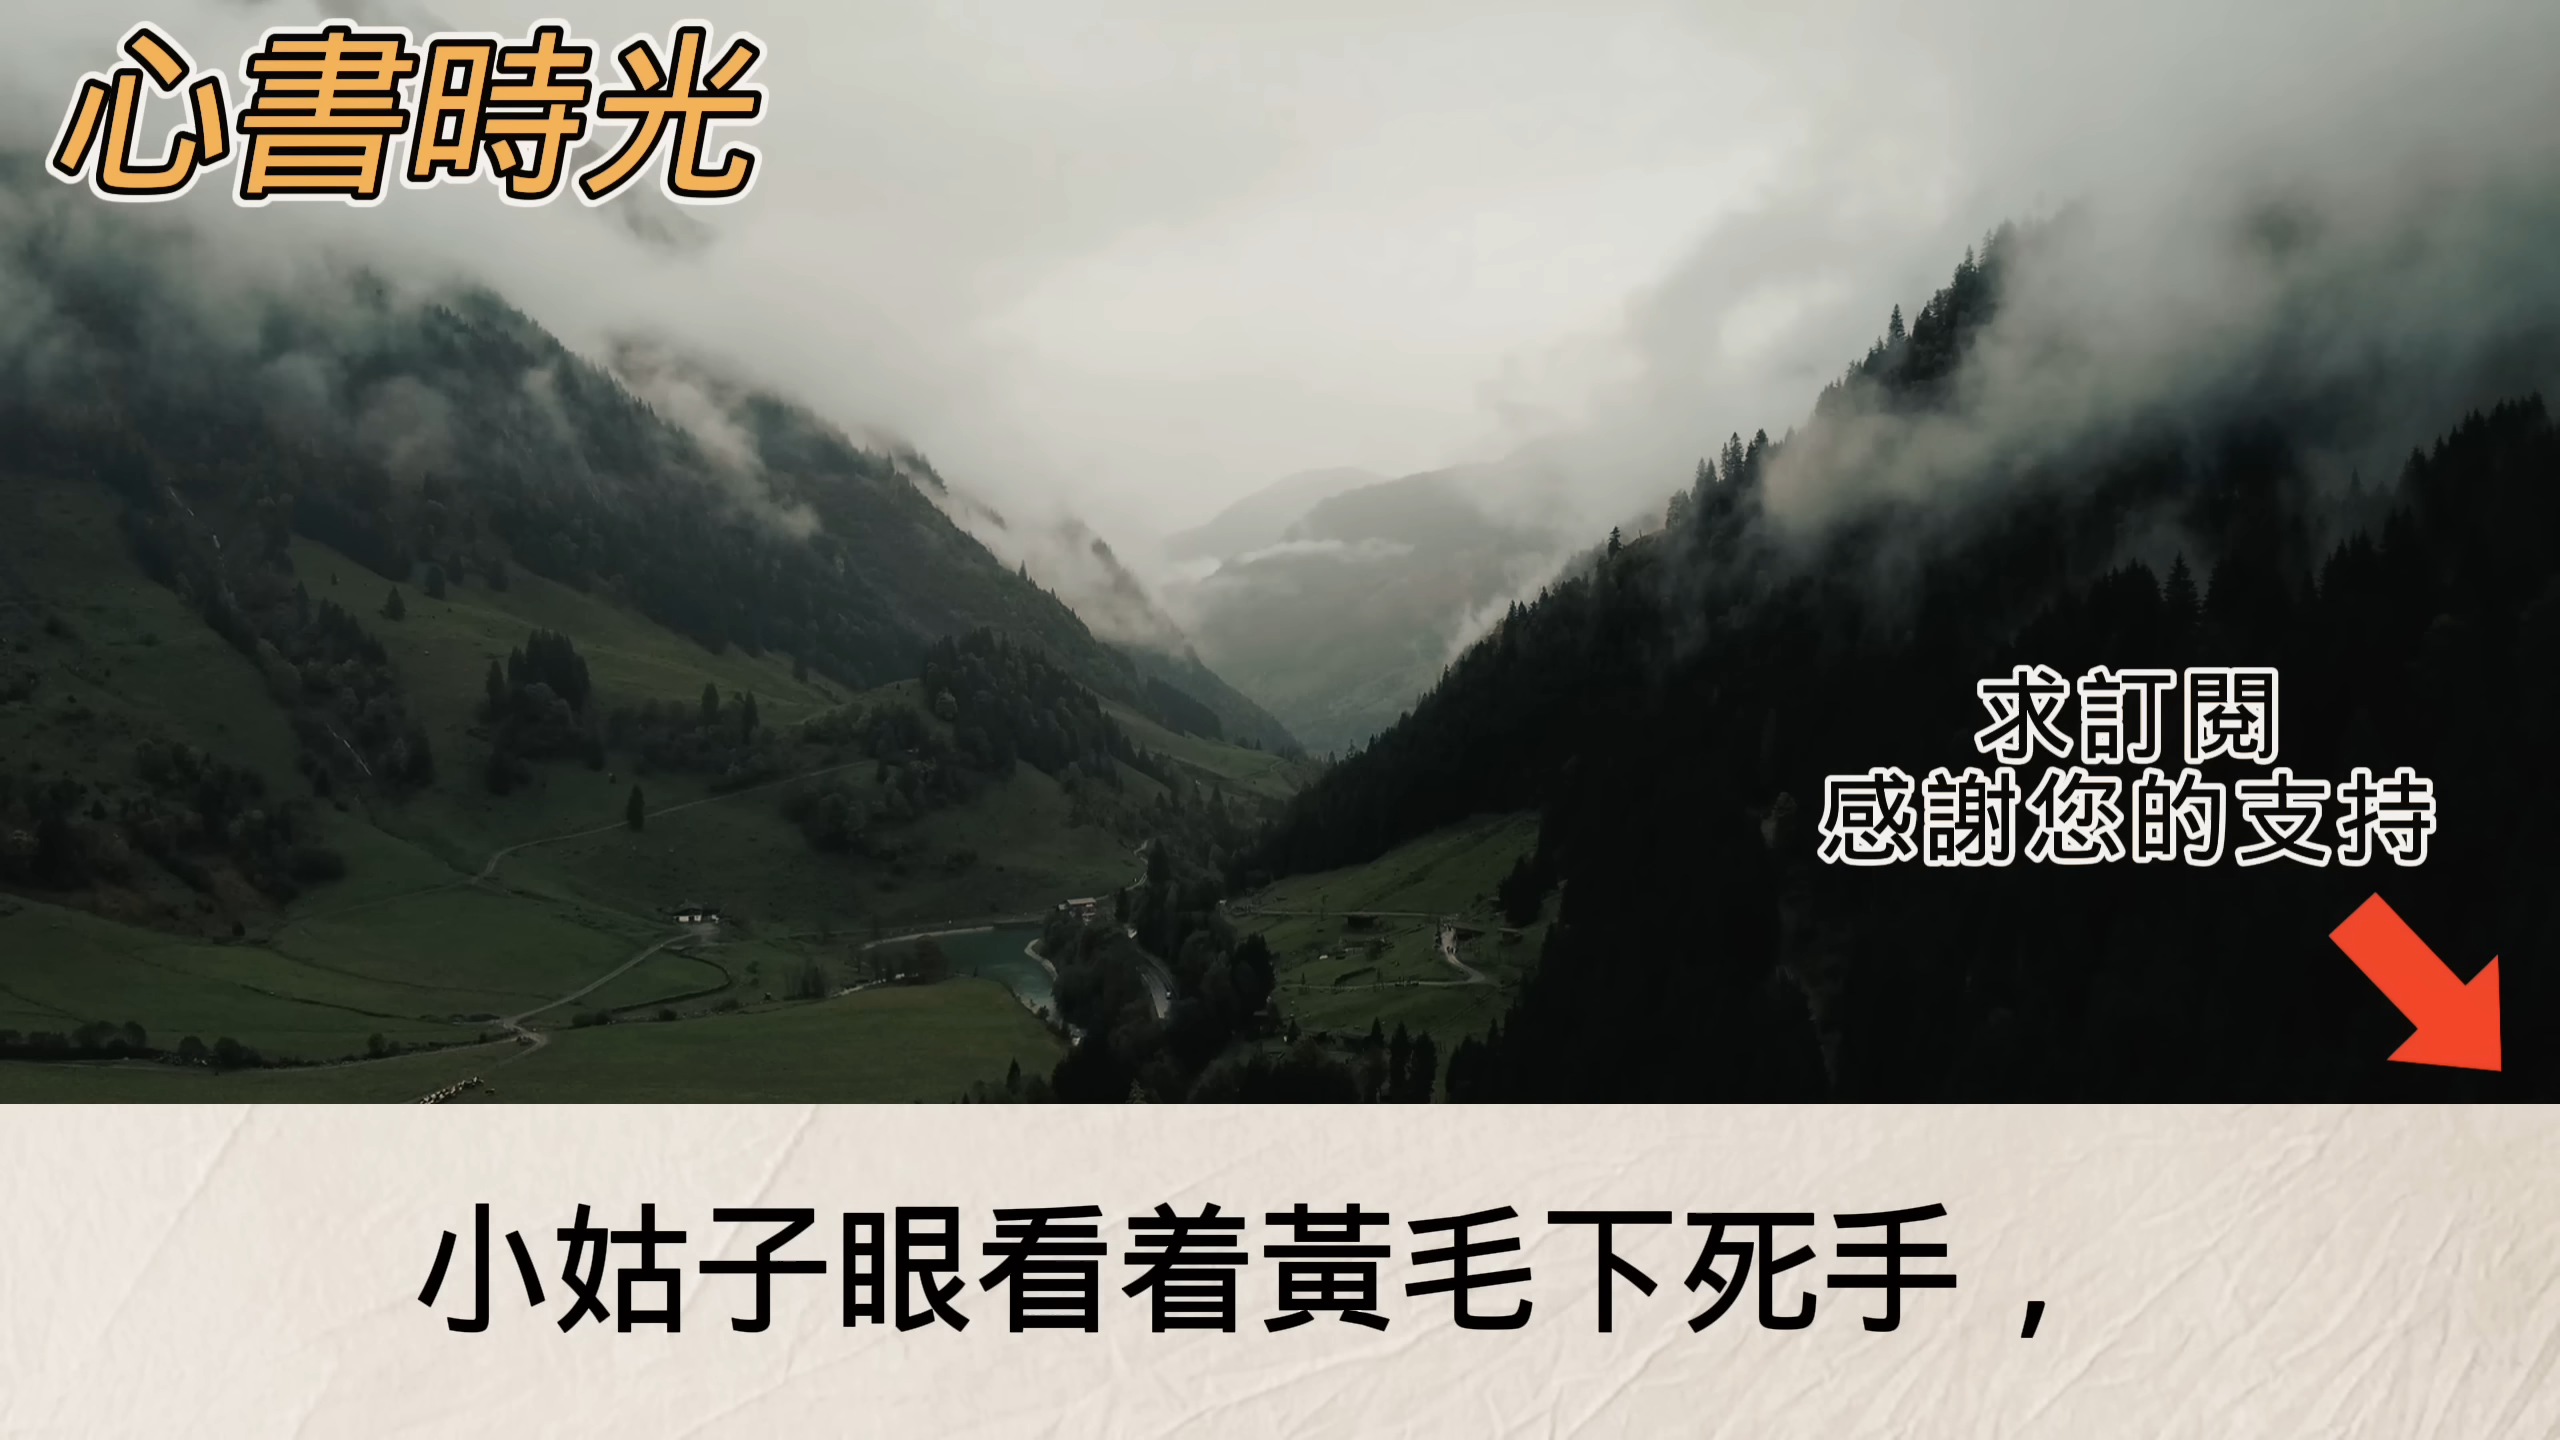 心書時光
求訂閱
感謝您的支持
小姑子眼看着黃毛下死手，